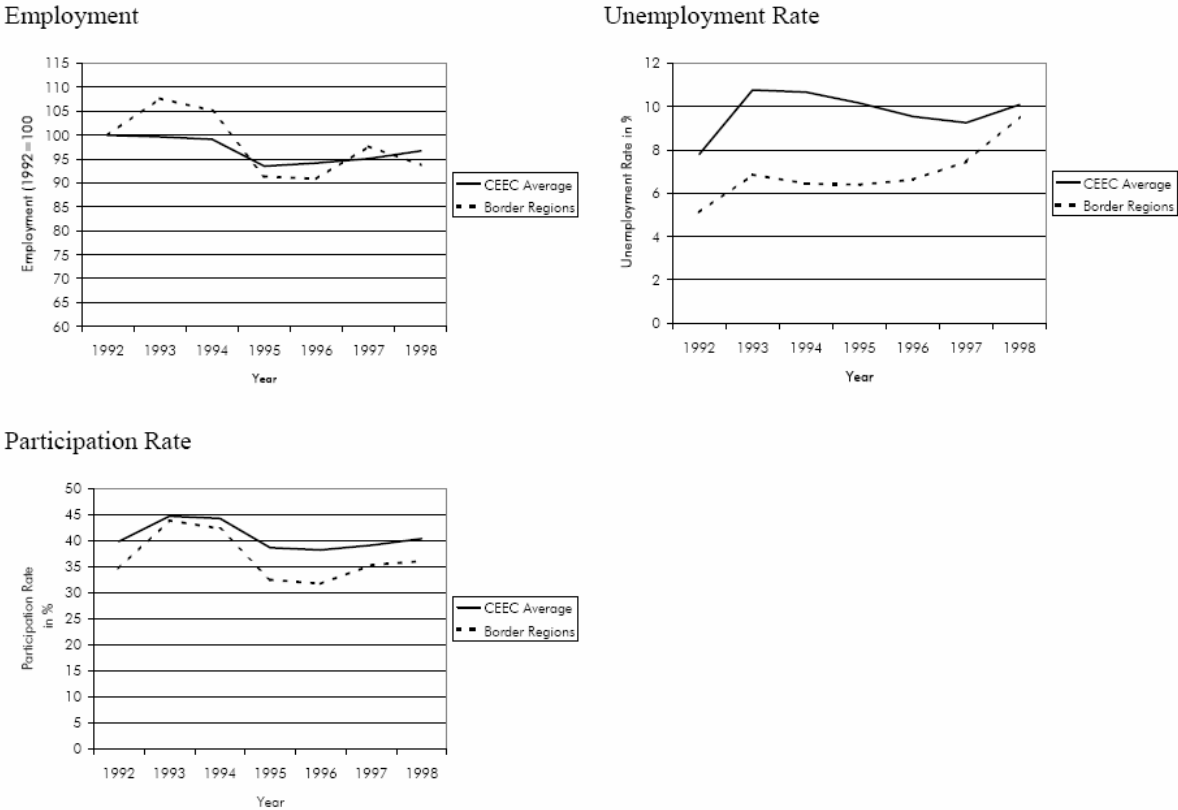 Employment
115
110
105
100
95
90
85
80
75
70
65
60
Employment (1992=100
1992 1993 1994 1995 1996 1997 1998
Year
CEEC Average
Border Regions
Unemployment Rate
12
10
8
6
4
2
0
Unemployment Rate in %
1992 1993 1994 1995 1996 1997 1998
Year
CEEC Average
Border Regions
Participation Rate
50
45
40
35
30
25
20
15
10
5
0
Participation Rate
in %
1992 1993 1994 1995 1996 1997 1998
Year
CEEC Average
Border Regions